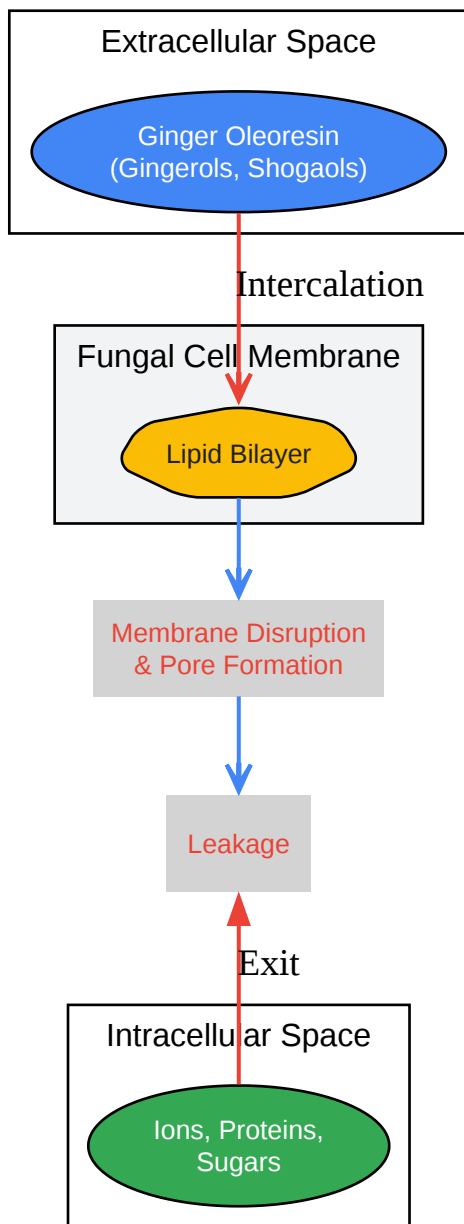 Extracellular Space
Ginger Oleoresin
(Gingerols, Shogaols)
Intercalation
Fungal Cell Membrane
Lipid Bilayer
Membrane Disruption
& Pore Formation
Leakage
Exit
Intracellular Space
Ions, Proteins,
Sugars